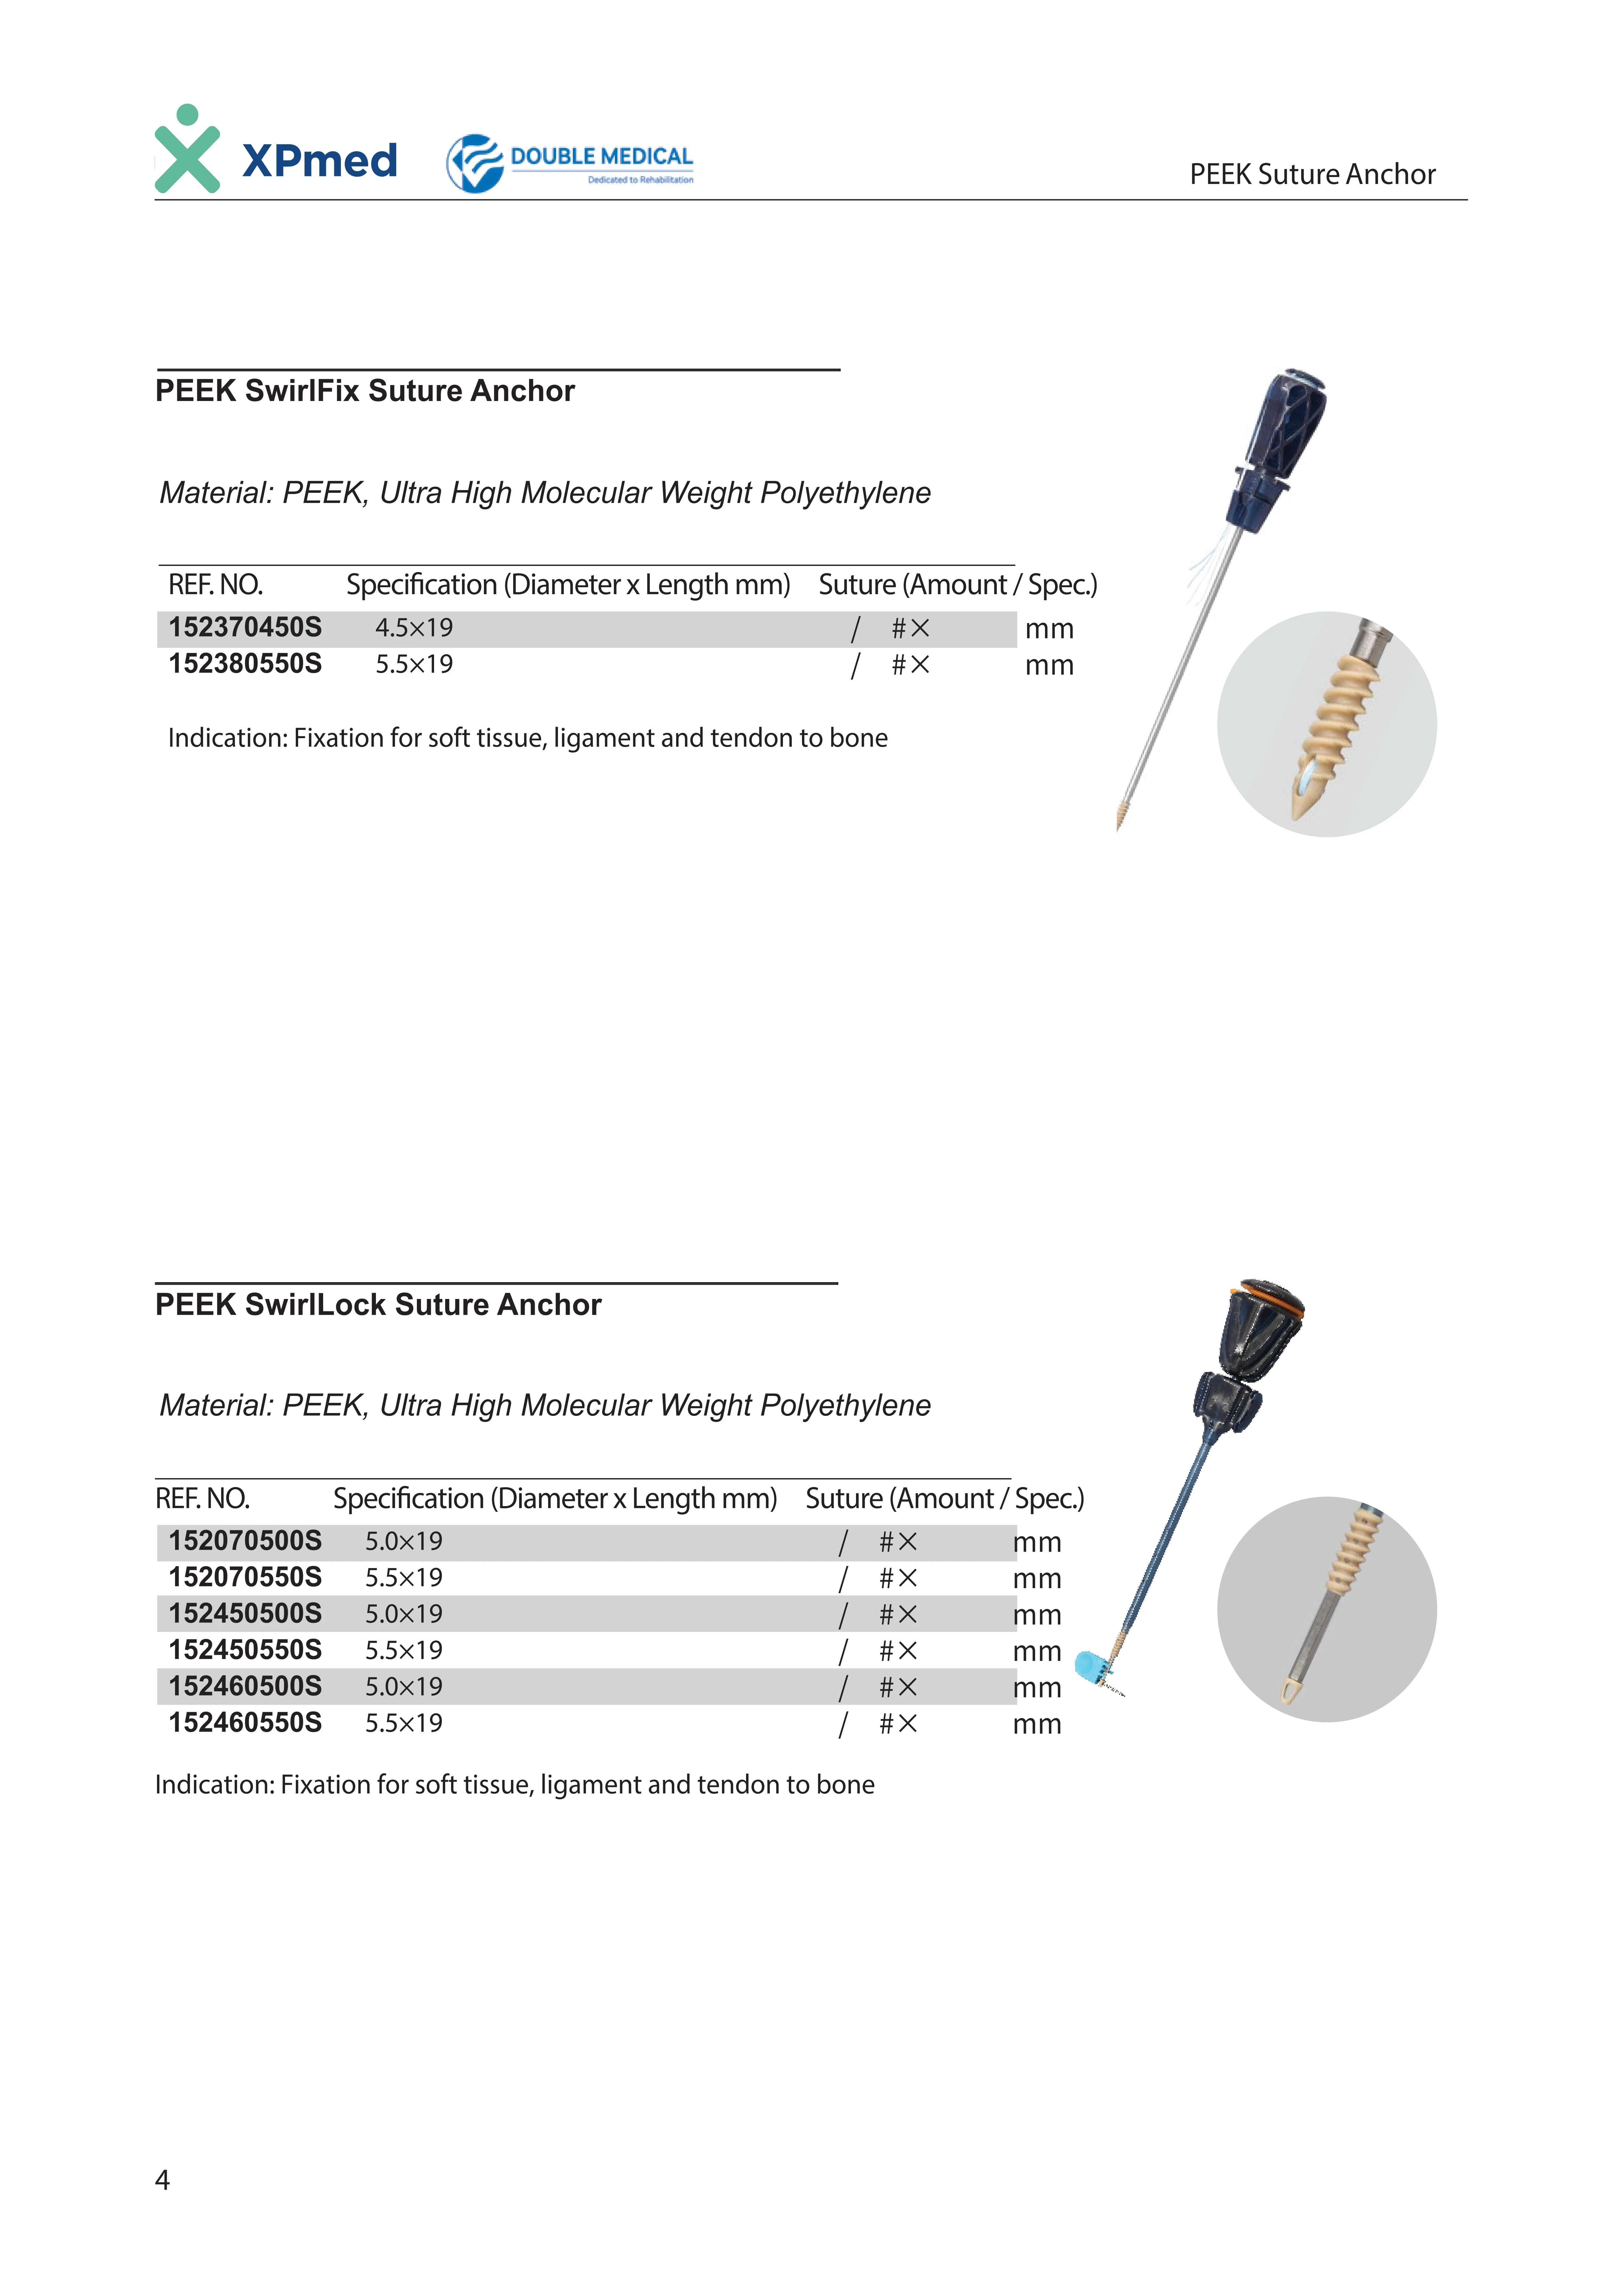 XPmed
DOUBLE MEDICAL
Dedicated to Rehabilitation
PEEK Suture Anchor
PEEK SwirlFix Suture Anchor
Material: PEEK, Ultra High Molecular Weight Polyethylene
REF. NO. Specification (Diameter x Length mm) Suture (Amount / Spec.)
152370450S 4.5×19 / #× mm
152380550S 5.5×19 / #× mm
Indication: Fixation for soft tissue, ligament and tendon to bone
PEEK SwirlLock Suture Anchor
Material: PEEK, Ultra High Molecular Weight Polyethylene
REF. NO. Specification (Diameter x Length mm) Suture (Amount / Spec.)
152070500S 5.0×19 / #× mm
152070550S 5.5×19 / #× mm
152450500S 5.0×19 / #× mm
152450550S 5.5×19 / #× mm
152460500S 5.0×19 / #× mm
152460550S 5.5×19 / #× mm
Indication: Fixation for soft tissue, ligament and tendon to bone
4